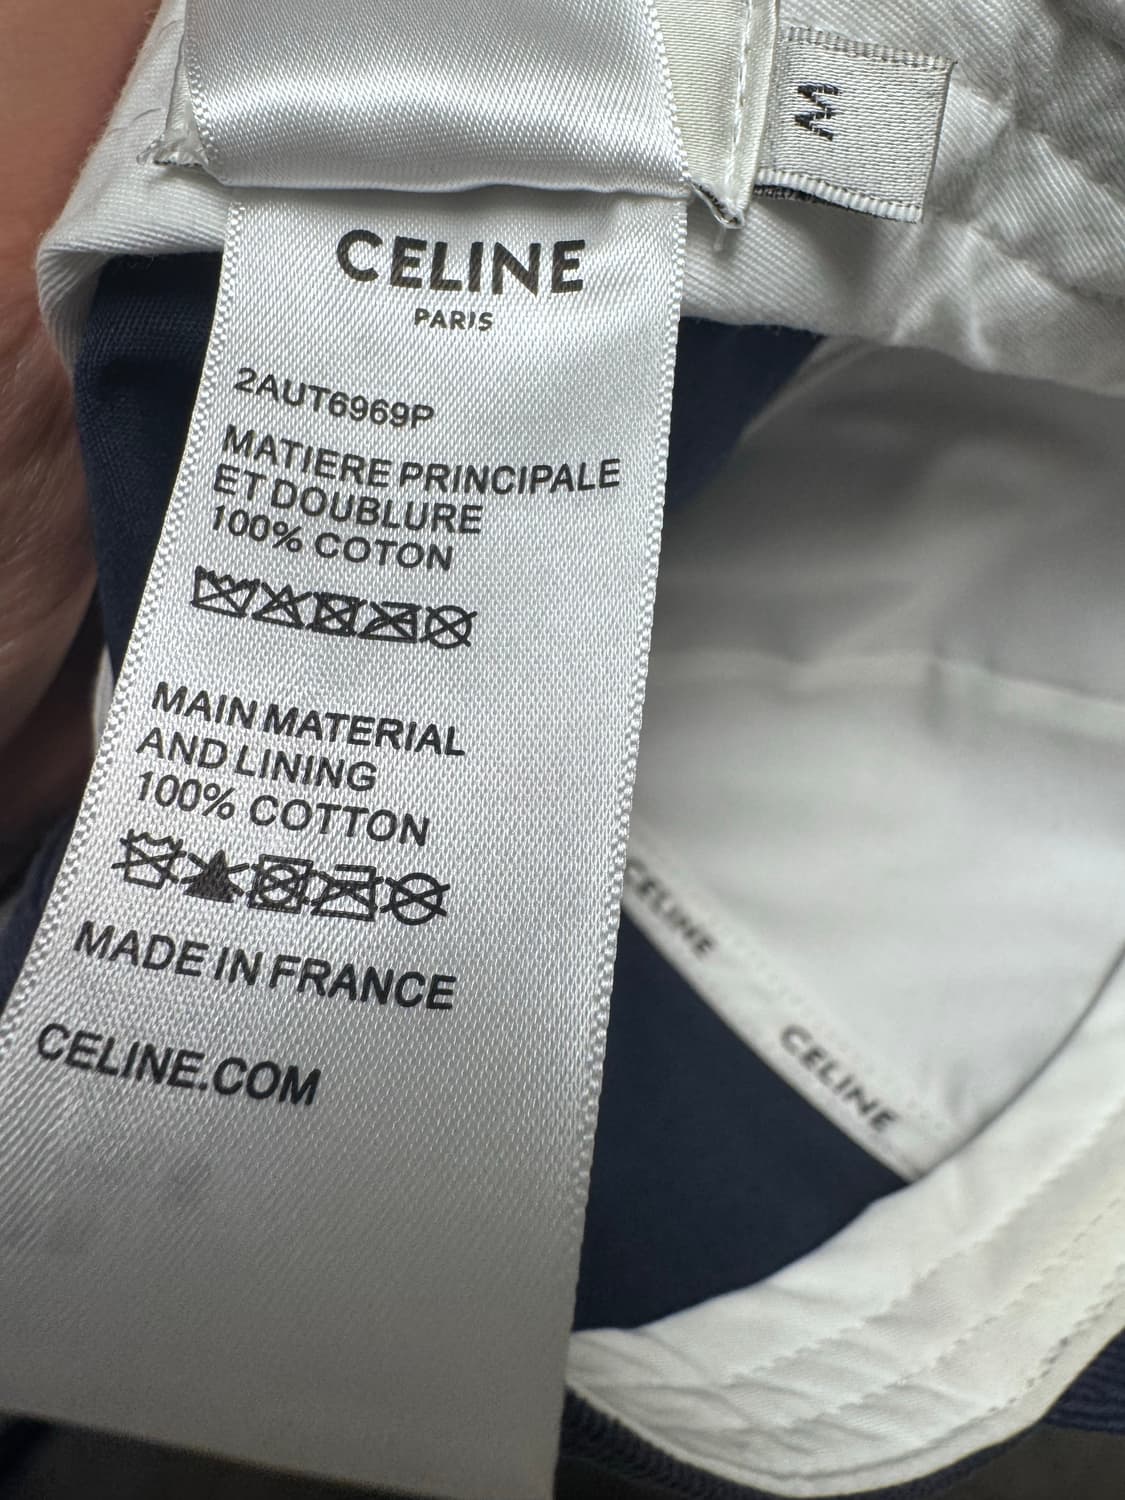 M
CELINE
PARIS
2AUT6969P
MATIERE PRINCIPALE
ET DOUBLURE
100% COTON
MAIN MATERIAL
AND LINING
100% COTTON
MADE IN FRANCE
CELINE.COM
CELINE
CELINE